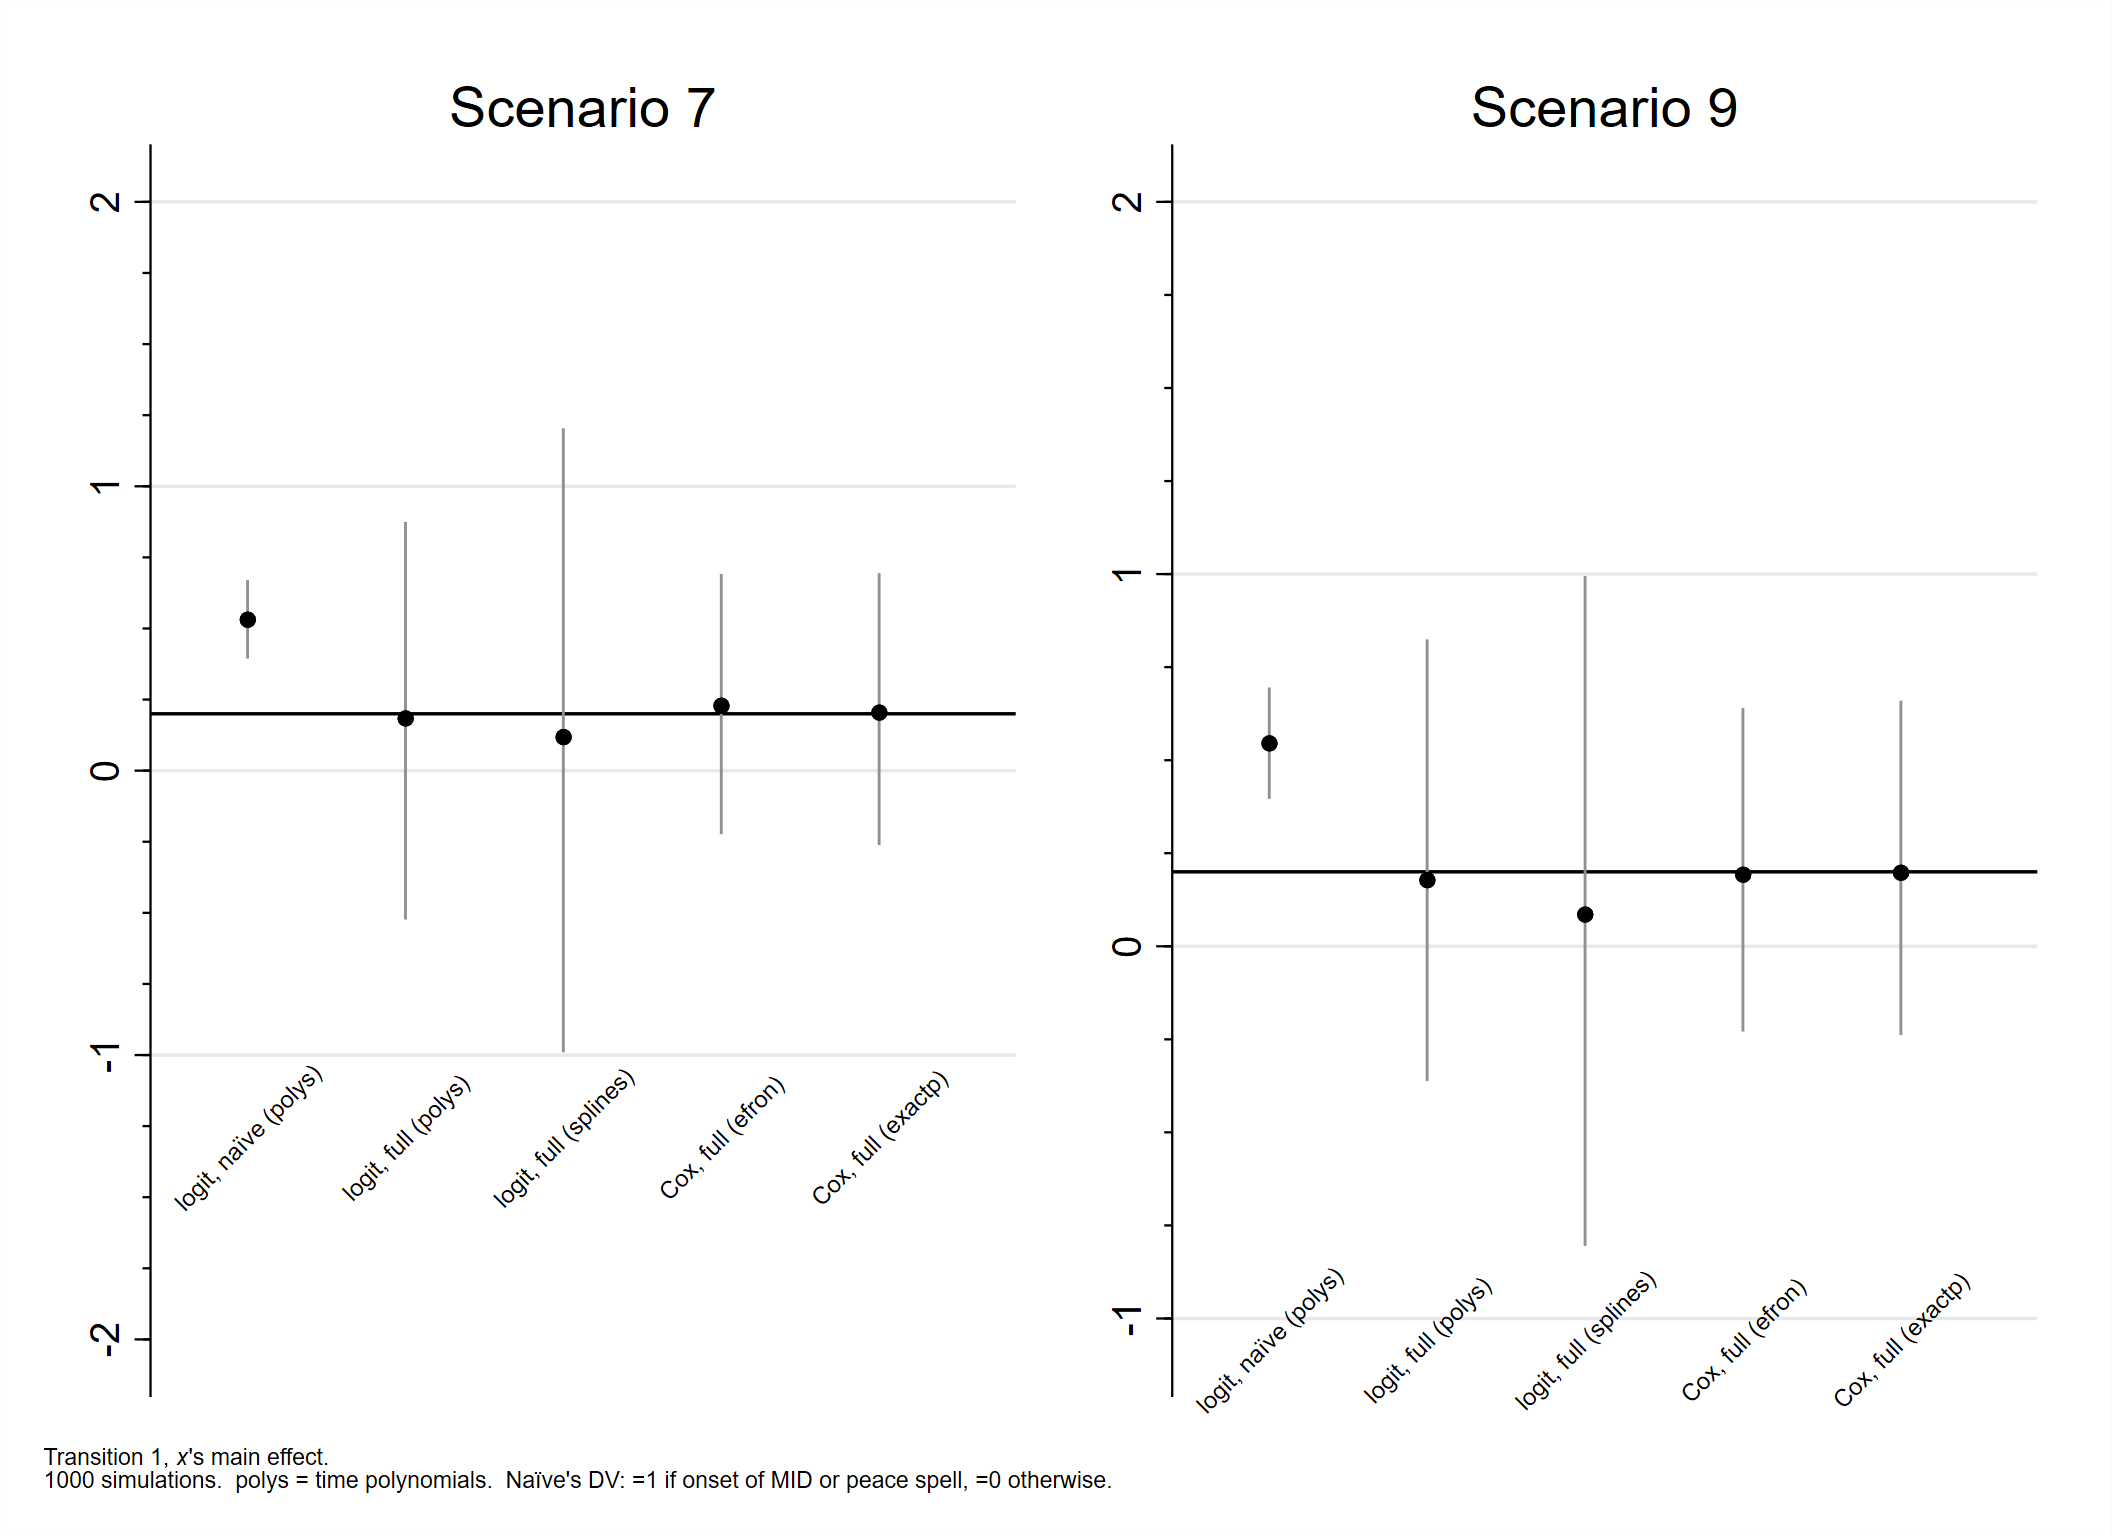 Scenario 7
2
1
0
-1
-2
logit, naïve (polys)
logit, full (polys)
logit, full (splines)
Cox, full (efron)
Cox, full (exactp)
Scenario 9
2
1
0
-1
logit, naïve (polys)
logit, full (polys)
logit, full (splines)
Cox, full (efron)
Cox, full (exactp)
Transition 1, x's main effect.
1000 simulations.  polys = time polynomials.  Naïve's DV: =1 if onset of MID or peace spell, =0 otherwise.